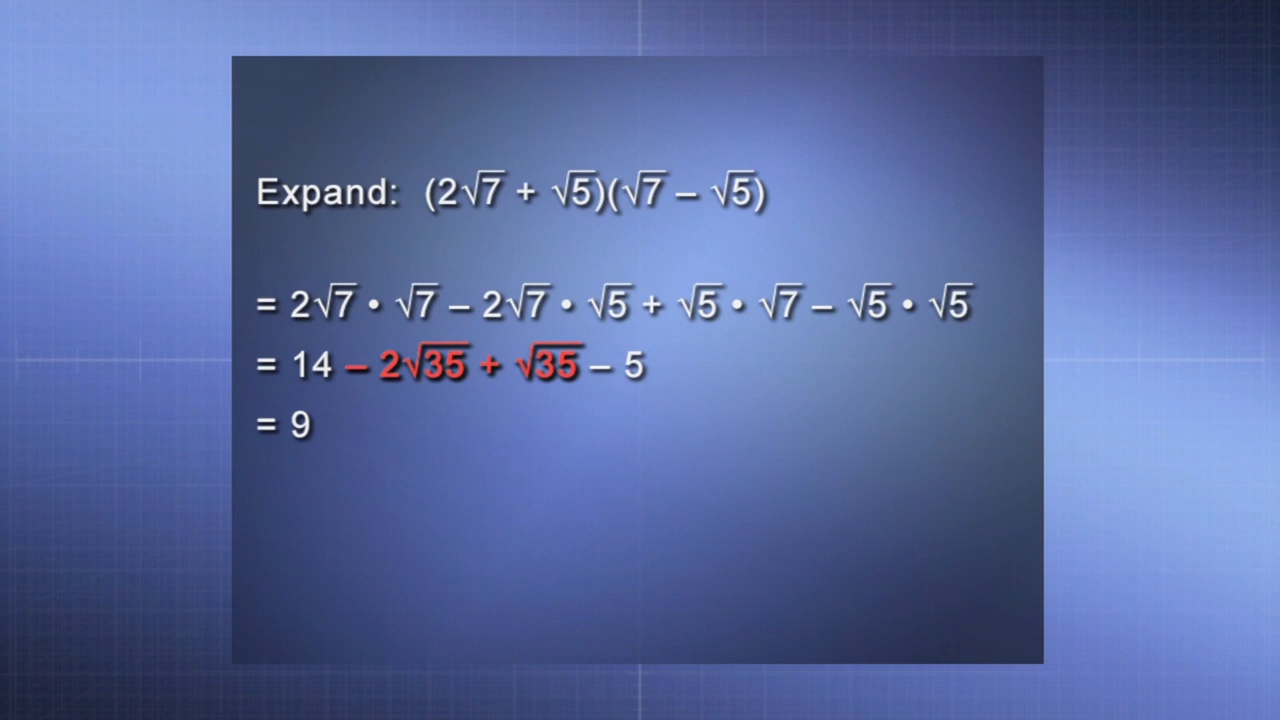 Expand: (2√7 + √5)(√7 – √5)
= 2√7 • √7 – 2√7 • √5 + √5 • √7 – √5 • √5
= 14 – 2√35 + √35 – 5
= 9